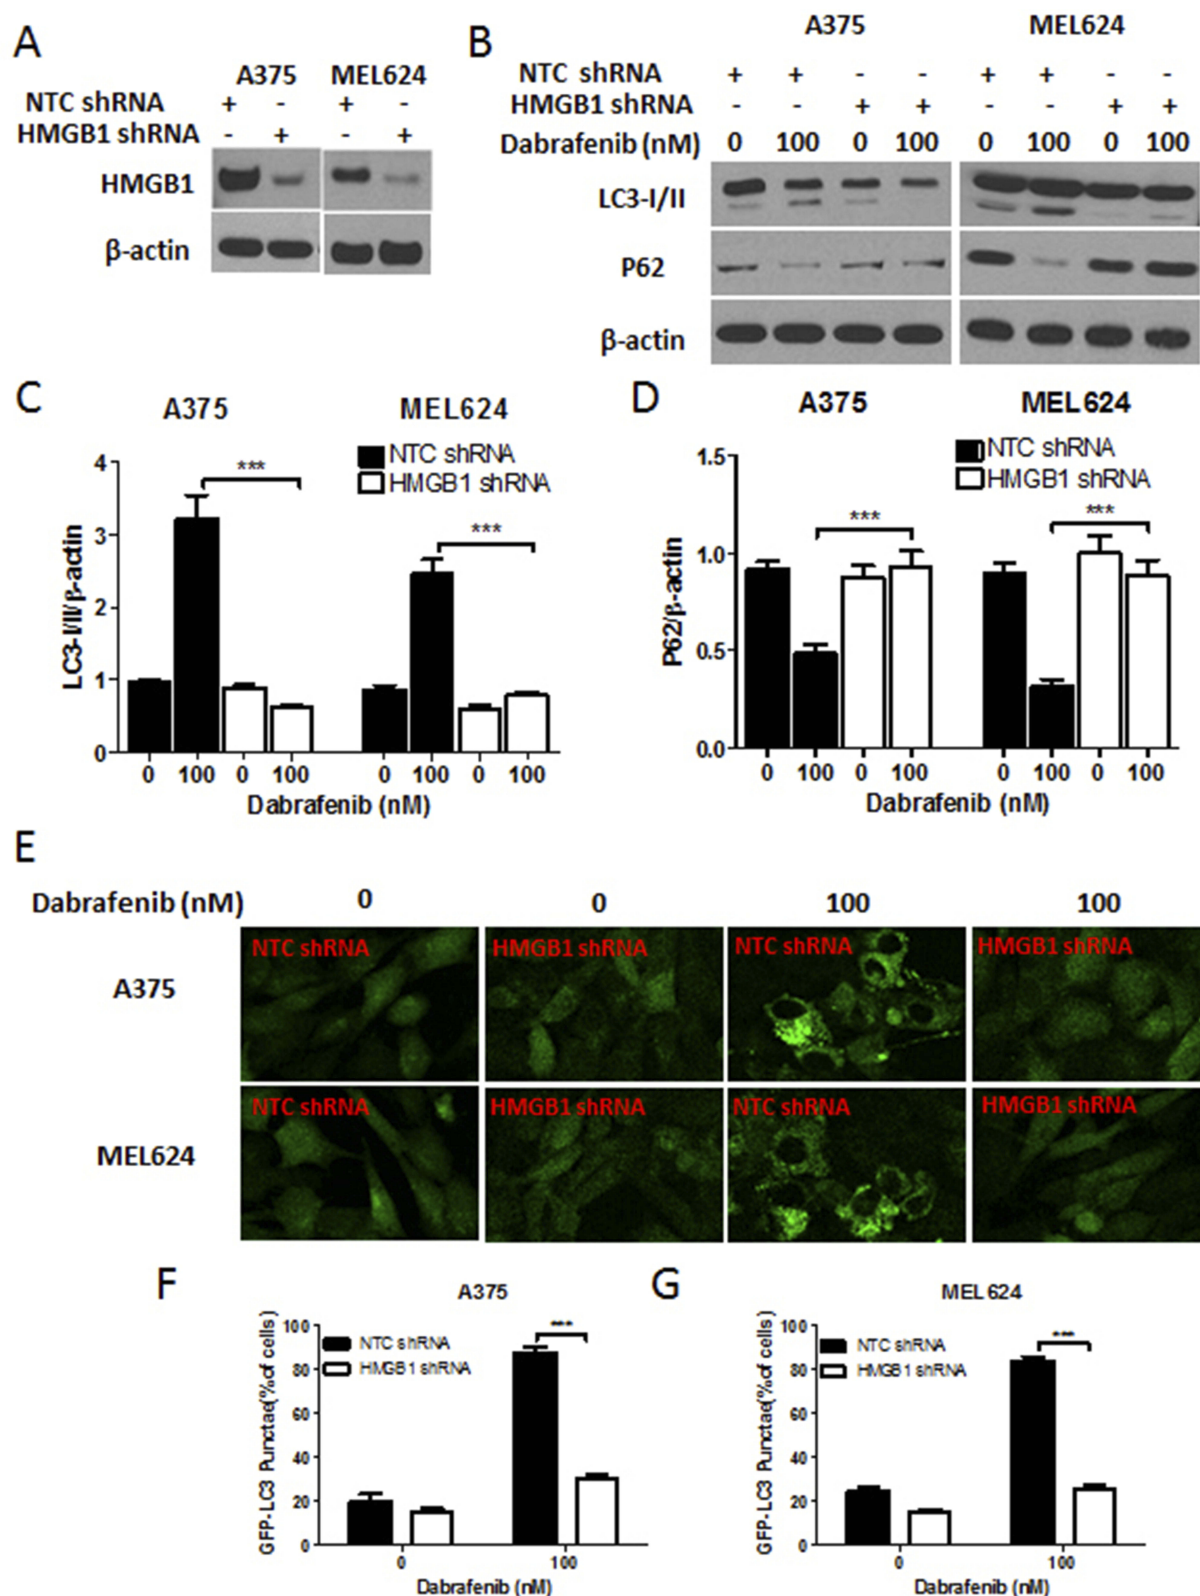 A
A375 MEL624
NTC shRNA + - + -
HMGB1 shRNA - + - +
HMGB1
β-actin
B
A375 MEL624
NTC shRNA + + - - + + - -
HMGB1 shRNA - - + + - - + +
Dabrafenib (nM) 0 100 0 100 0 100 0 100
LC3-I/II
P62
β-actin
C
A375 MEL624
NTC shRNA
HMGB1 shRNA
LC3-I/II/β-actin
4
3
2
1
0
*** ***
0 100 0 100 0 100 0 100
Dabrafenib (nM)
D
A375 MEL624
NTC shRNA
HMGB1 shRNA
P62/β-actin
1.5
1.0
0.5
0.0
*** ***
0 100 0 100 0 100 0 100
Dabrafenib (nM)
E
Dabrafenib (nM) 0 0 100 100
A375
NTC shRNA HMGB1 shRNA NTC shRNA HMGB1 shRNA
MEL624
NTC shRNA HMGB1 shRNA NTC shRNA HMGB1 shRNA
F
A375
GFP-LC3 Punctae(%of cells)
100
80
60
40
20
0
NTC shRNA
HMGB1 shRNA
***
0 100
Dabrafenib (nM)
G
MEL624
GFP-LC3 Punctae(%of cells)
100
80
60
40
20
0
NTC shRNA
HMGB1 shRNA
***
0 100
Dabrafenib (nM)